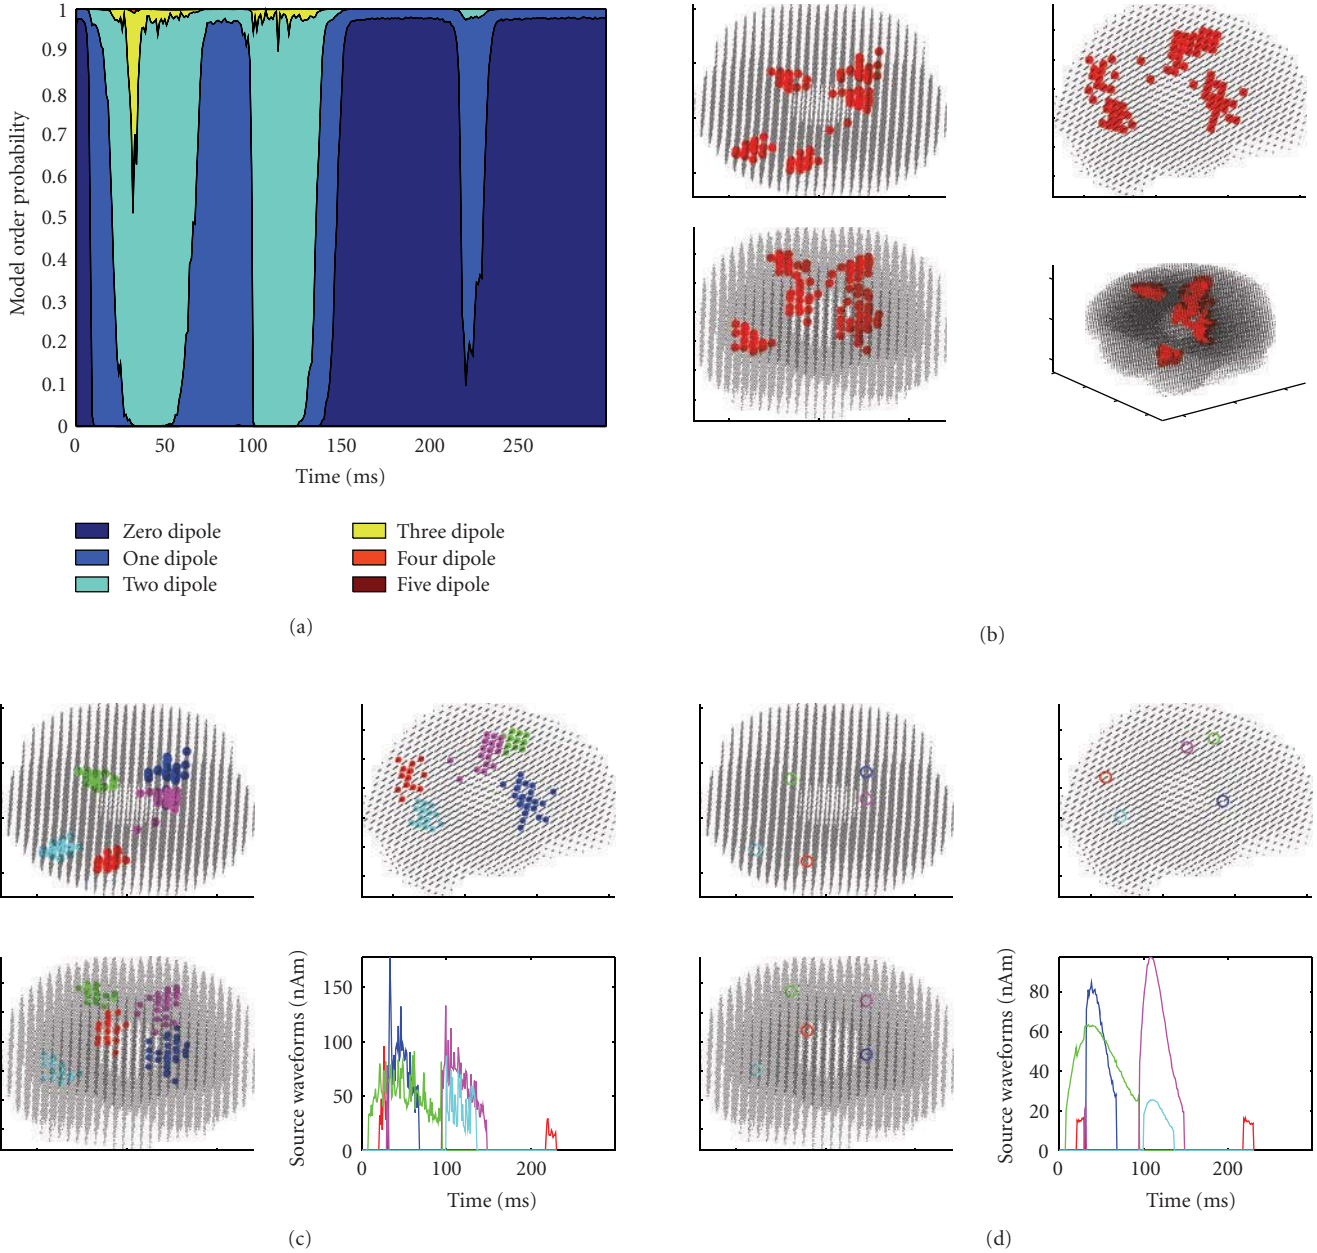 1
0.9
0.8
0.7
0.6
0.5
0.4
0.3
0.2
0.1
0
Model order probability
0 50 100 150 200 250
Time (ms)
Zero dipole
One dipole
Two dipole
Three dipole
Four dipole
Five dipole
(a)
(b)
150
100
50
0
Source waveforms (nAm)
0 100 200
Time (ms)
(c)
80
60
40
20
0
Source waveforms (nAm)
0 100 200
Time (ms)
(d)